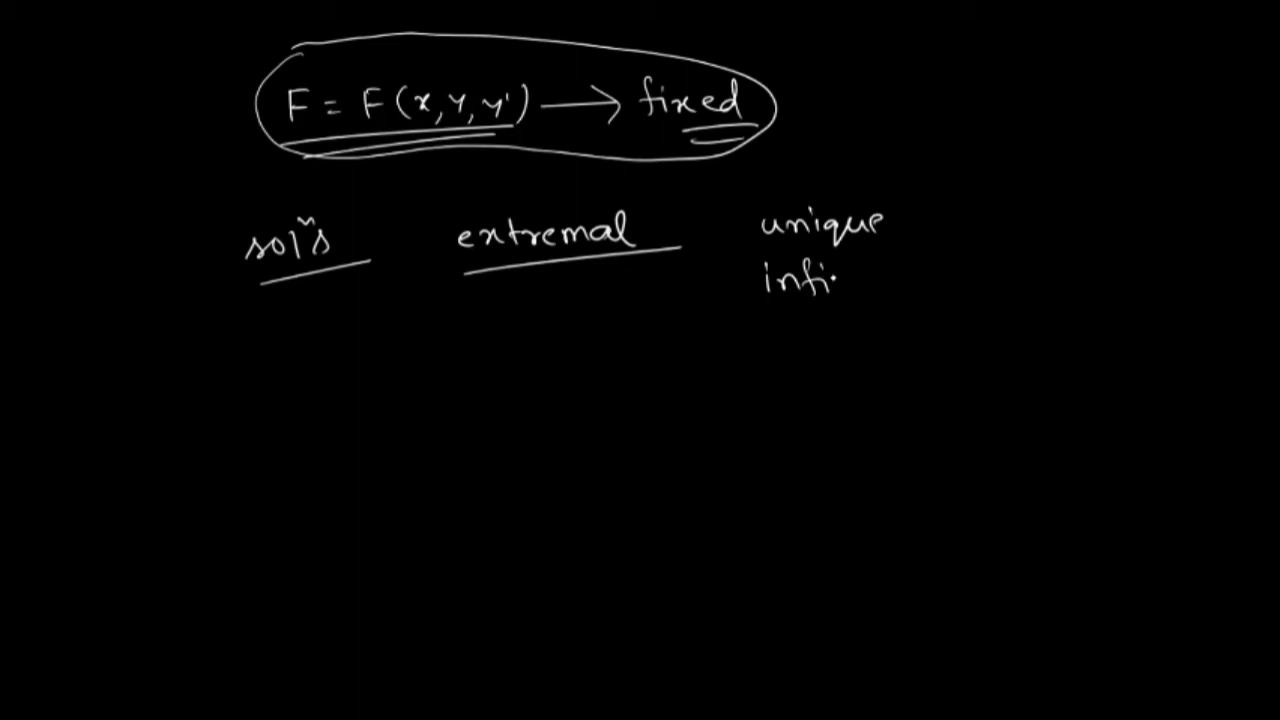 F = F(x, y, y') → fixed
solⁿs extremal unique
infi